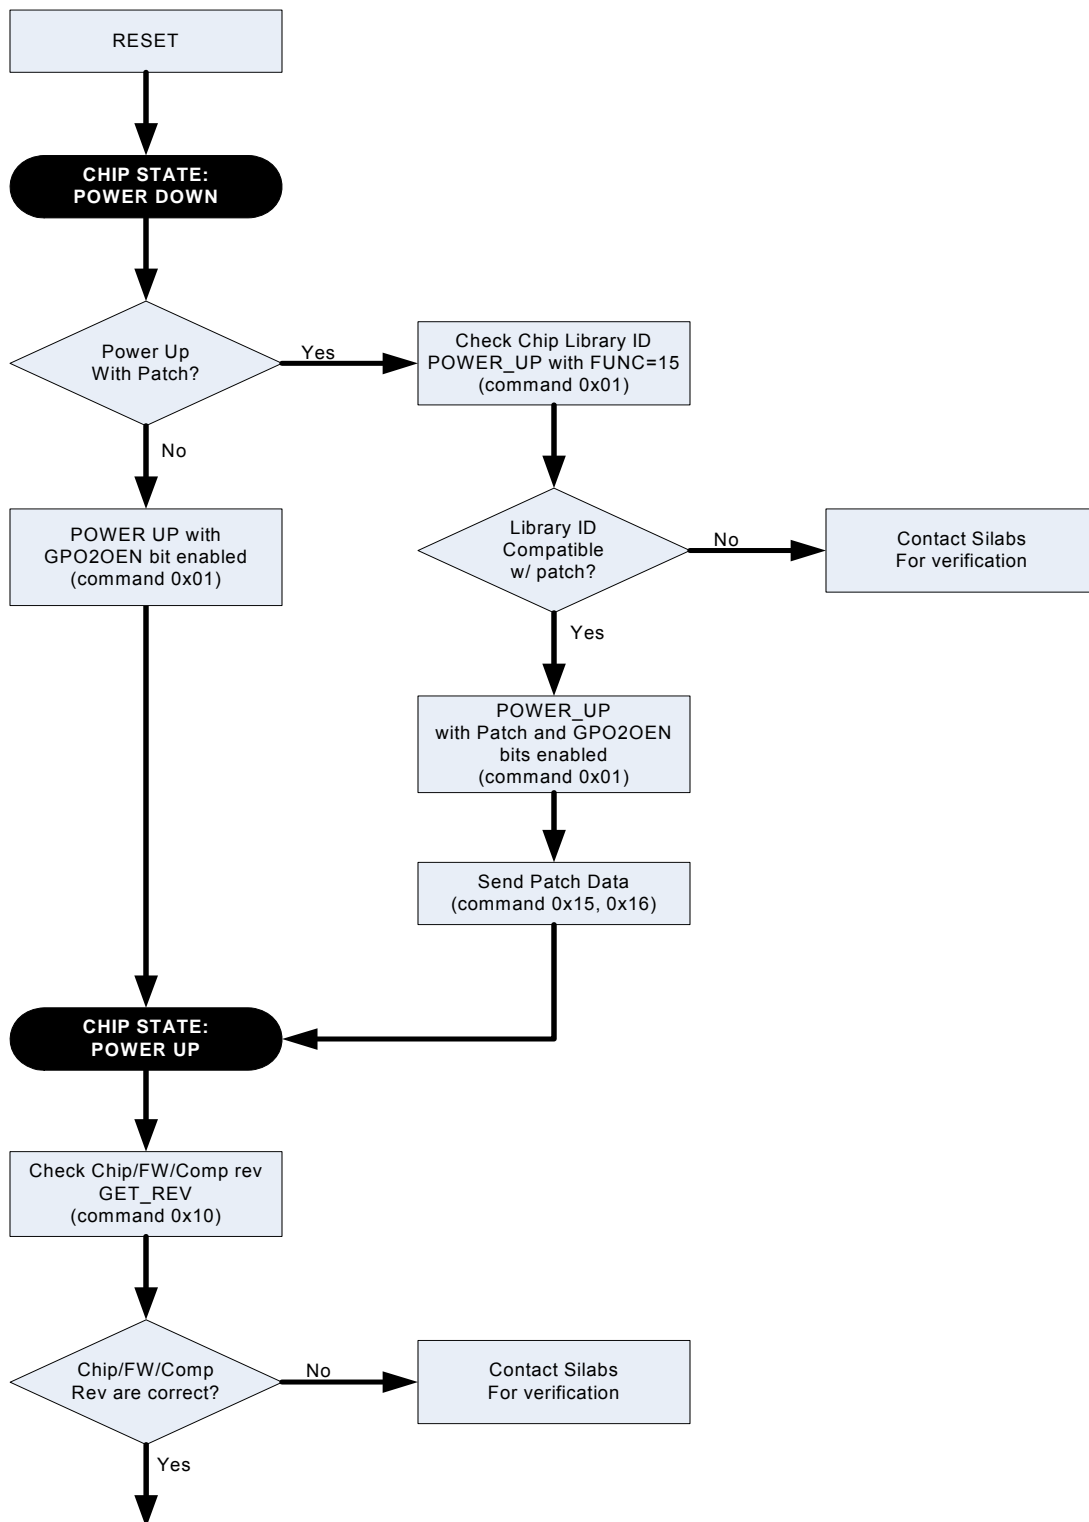 RESET
CHIP STATE:
POWER DOWN
Power Up
With Patch?
Yes
No
Check Chip Library ID
POWER_UP with FUNC=15
(command 0x01)
POWER UP with
GPO2OEN bit enabled
(command 0x01)
Library ID
Compatible
w/ patch?
No
Contact Silabs
For verification
Yes
POWER_UP
with Patch and GPO2OEN
bits enabled
(command 0x01)
Send Patch Data
(command 0x15, 0x16)
CHIP STATE:
POWER UP
Check Chip/FW/Comp rev
GET_REV
(command 0x10)
Chip/FW/Comp
Rev are correct?
No
Contact Silabs
For verification
Yes